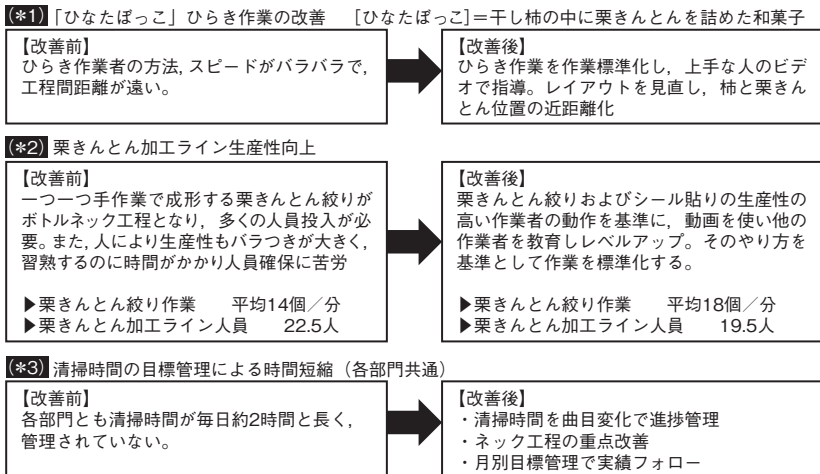 (*1)「ひなたぼっこ」ひらき作業の改善 [ひなたぼっこ]=干し柿の中に栗きんとんを詰めた和菓子
【改善前】
ひらき作業者の方法, スピードがバラバラで,
工程間距離が遠い。
【改善後】
ひらき作業を作業標準化し, 上手な人のビデ
オで指導。レイアウトを見直し, 柿と栗きん
とん位置の近距離化
(*2) 栗きんとん加工ライン生産性向上
【改善前】
一つ一つ手作業で成形する栗きんとん絞りが
ボトルネック工程となり, 多くの人員投入が必
要。また, 人により生産性もバラつきが大きく,
習熟するのに時間がかかり人員確保に苦労
▶栗きんとん絞り作業 平均14個/分
▶栗きんとん加工ライン人員 22.5人
【改善後】
栗きんとん絞りおよびシール貼りの生産性の
高い作業者の動作を基準に, 動画を使い他の
作業者を教育しレベルアップ。そのやり方を
基準として作業を標準化する。
▶栗きんとん絞り作業 平均18個/分
▶栗きんとん加工ライン人員 19.5人
(*3) 清掃時間の目標管理による時間短縮(各部門共通)
【改善前】
各部門とも清掃時間が毎日約2時間と長く,
管理されていない。
【改善後】
・清掃時間を曲目変化で進捗管理
・ネック工程の重点改善
・月別目標管理で実績フォロー